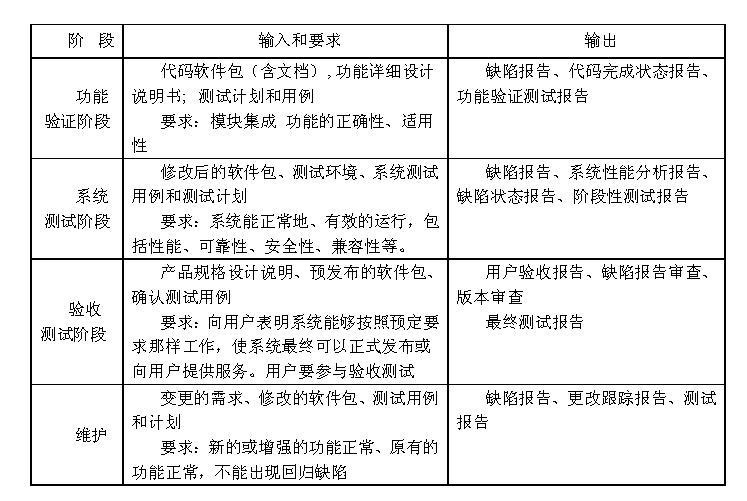 阶 段 输入和要求 输出
功能
验证阶段
代码软件包（含文档）,功能详细设计
说明书; 测试计划和用例
要求：模块集成 功能的正确性、适用
性
缺陷报告、代码完成状态报告、
功能验证测试报告
系统
测试阶段
修改后的软件包、测试环境、系统测试
用例和测试计划
要求：系统能正常地、有效的运行，包
括性能、可靠性、安全性、兼容性等。
缺陷报告、系统性能分析报告、
缺陷状态报告、阶段性测试报告
验收
测试阶段
产品规格设计说明、预发布的软件包、
确认测试用例
要求：向用户表明系统能够按照预定要
求那样工作，使系统最终可以正式发布或
向用户提供服务。用户要参与验收测试
用户验收报告、缺陷报告审查、
版本审查
最终测试报告
维护
变更的需求、修改的软件包、测试用例
和计划
要求：新的或增强的功能正常、原有的
功能正常，不能出现回归缺陷
缺陷报告、更改跟踪报告、测试
报告